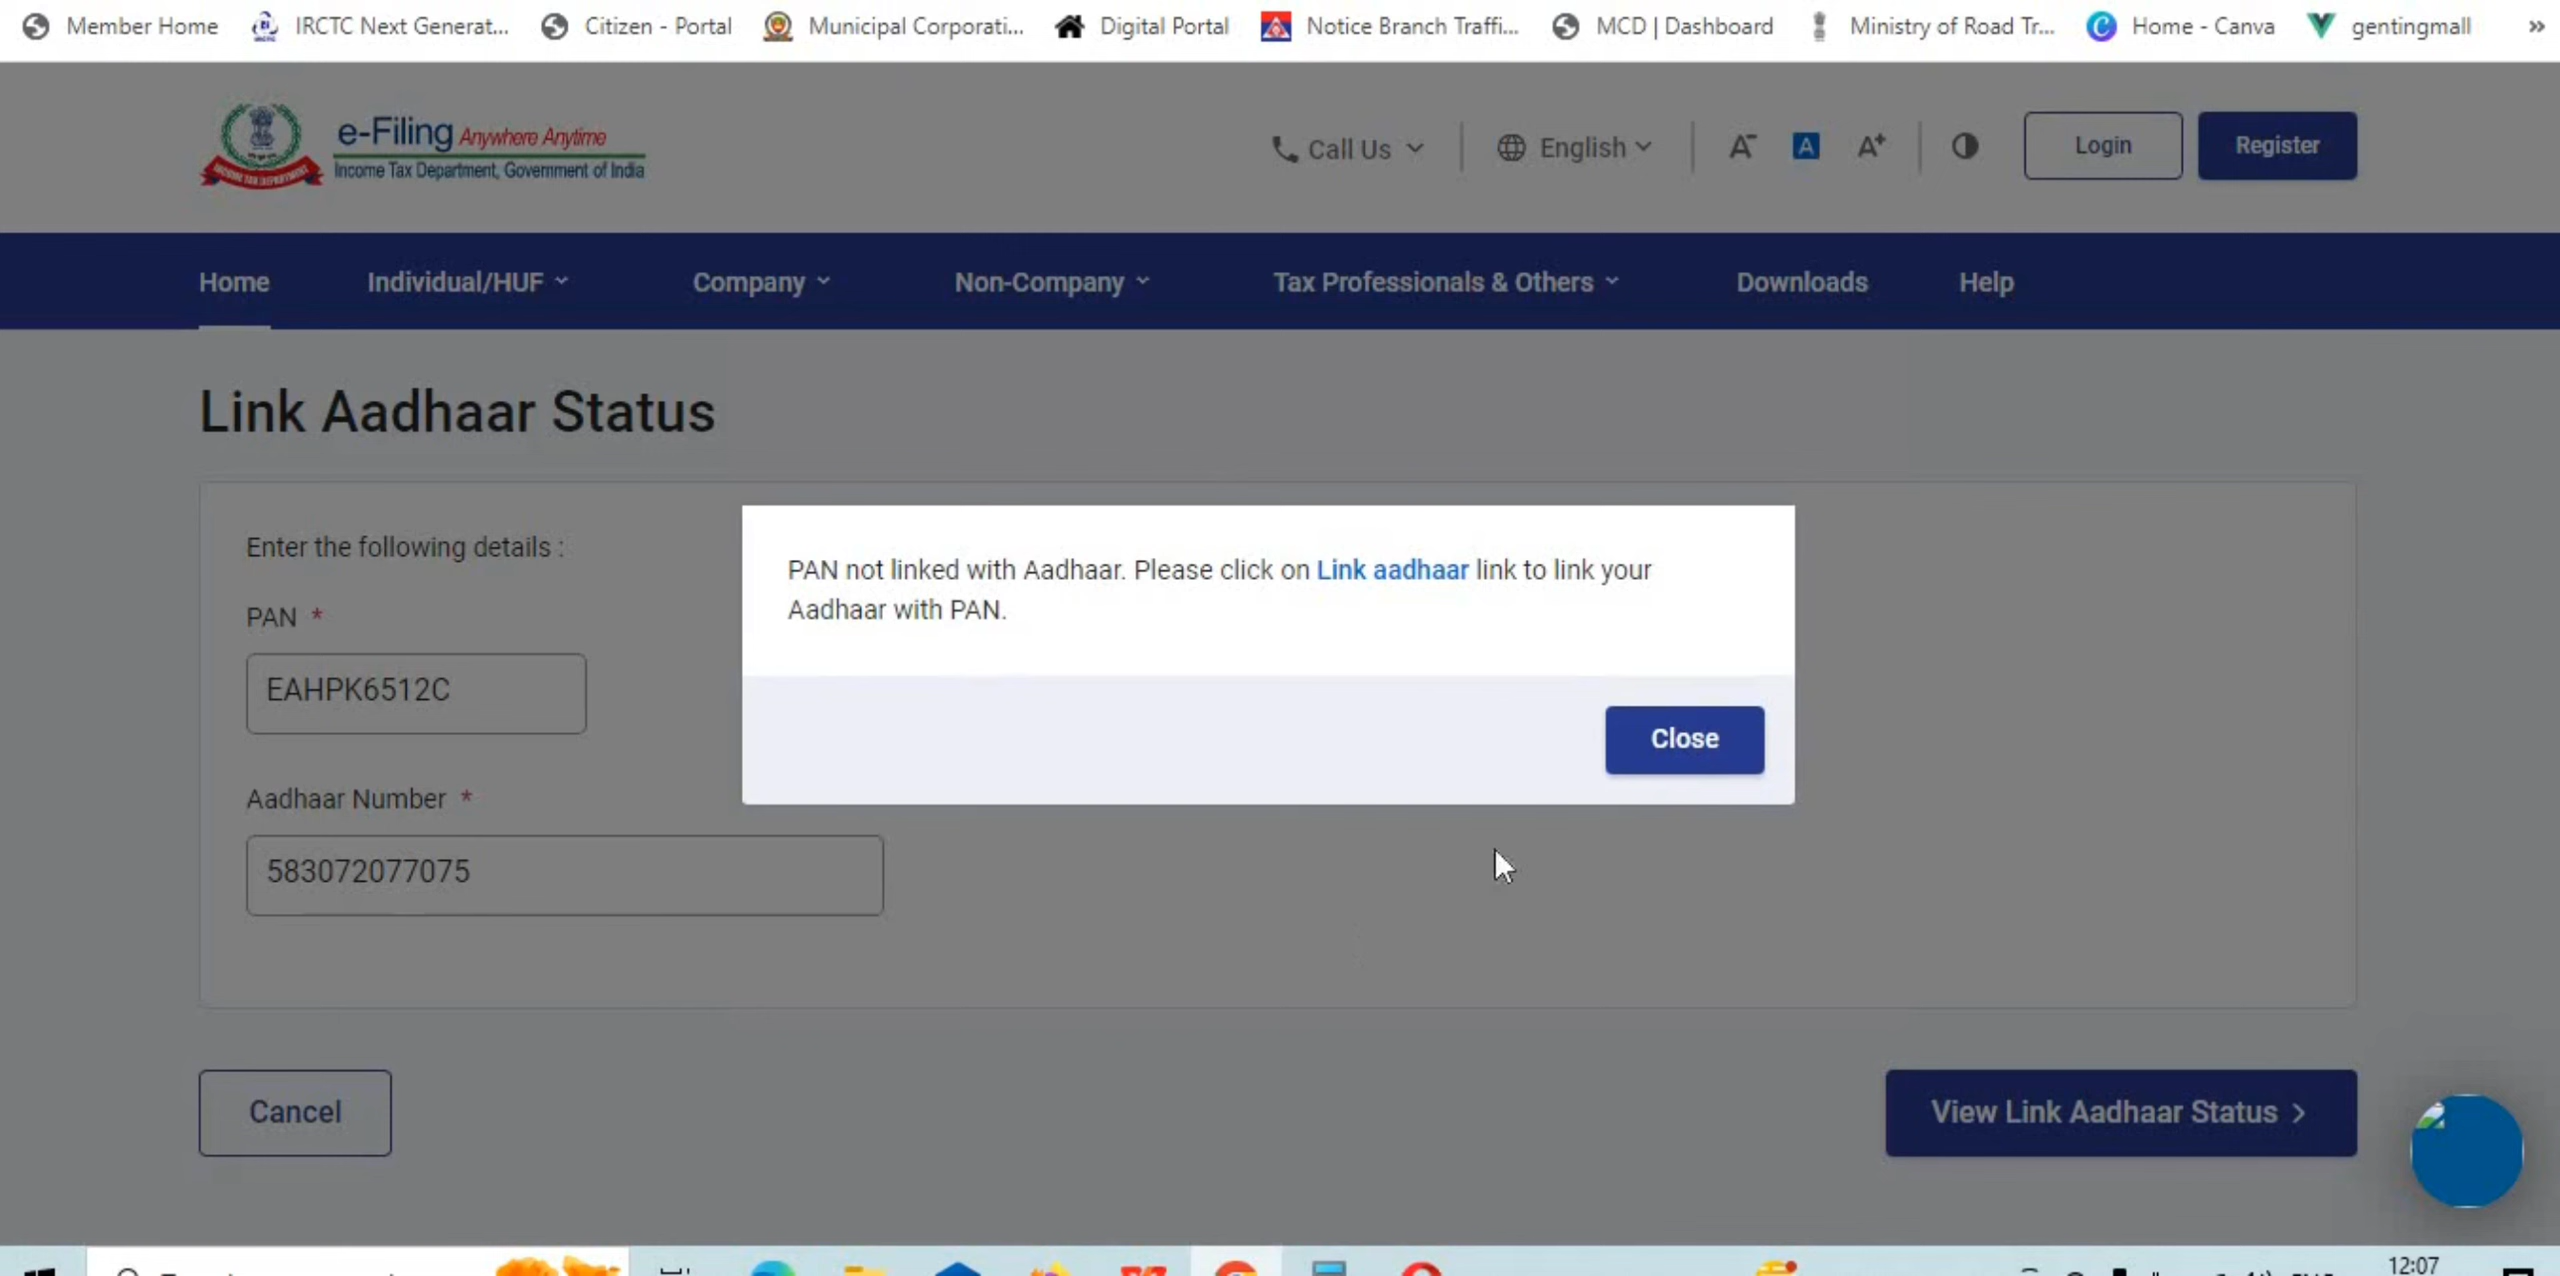 Member Home IRCTC Next Generat... Citizen - Portal Municipal Corporati... Digital Portal Notice Branch Traffi... MCD | Dashboard Ministry of Road Tr... Home - Canva gentingmall »
e-Filing Anywhere Anytime
Income Tax Department, Government of India
Call Us English A- A A+ Login Register
Home Individual/HUF Company Non-Company Tax Professionals & Others Downloads Help
Link Aadhaar Status
Enter the following details :
PAN *
EAHPK6512C
Aadhaar Number *
583072077075
PAN not linked with Aadhaar. Please click on Link aadhaar link to link your
Aadhaar with PAN.
Close
Cancel
View Link Aadhaar Status >
12:07